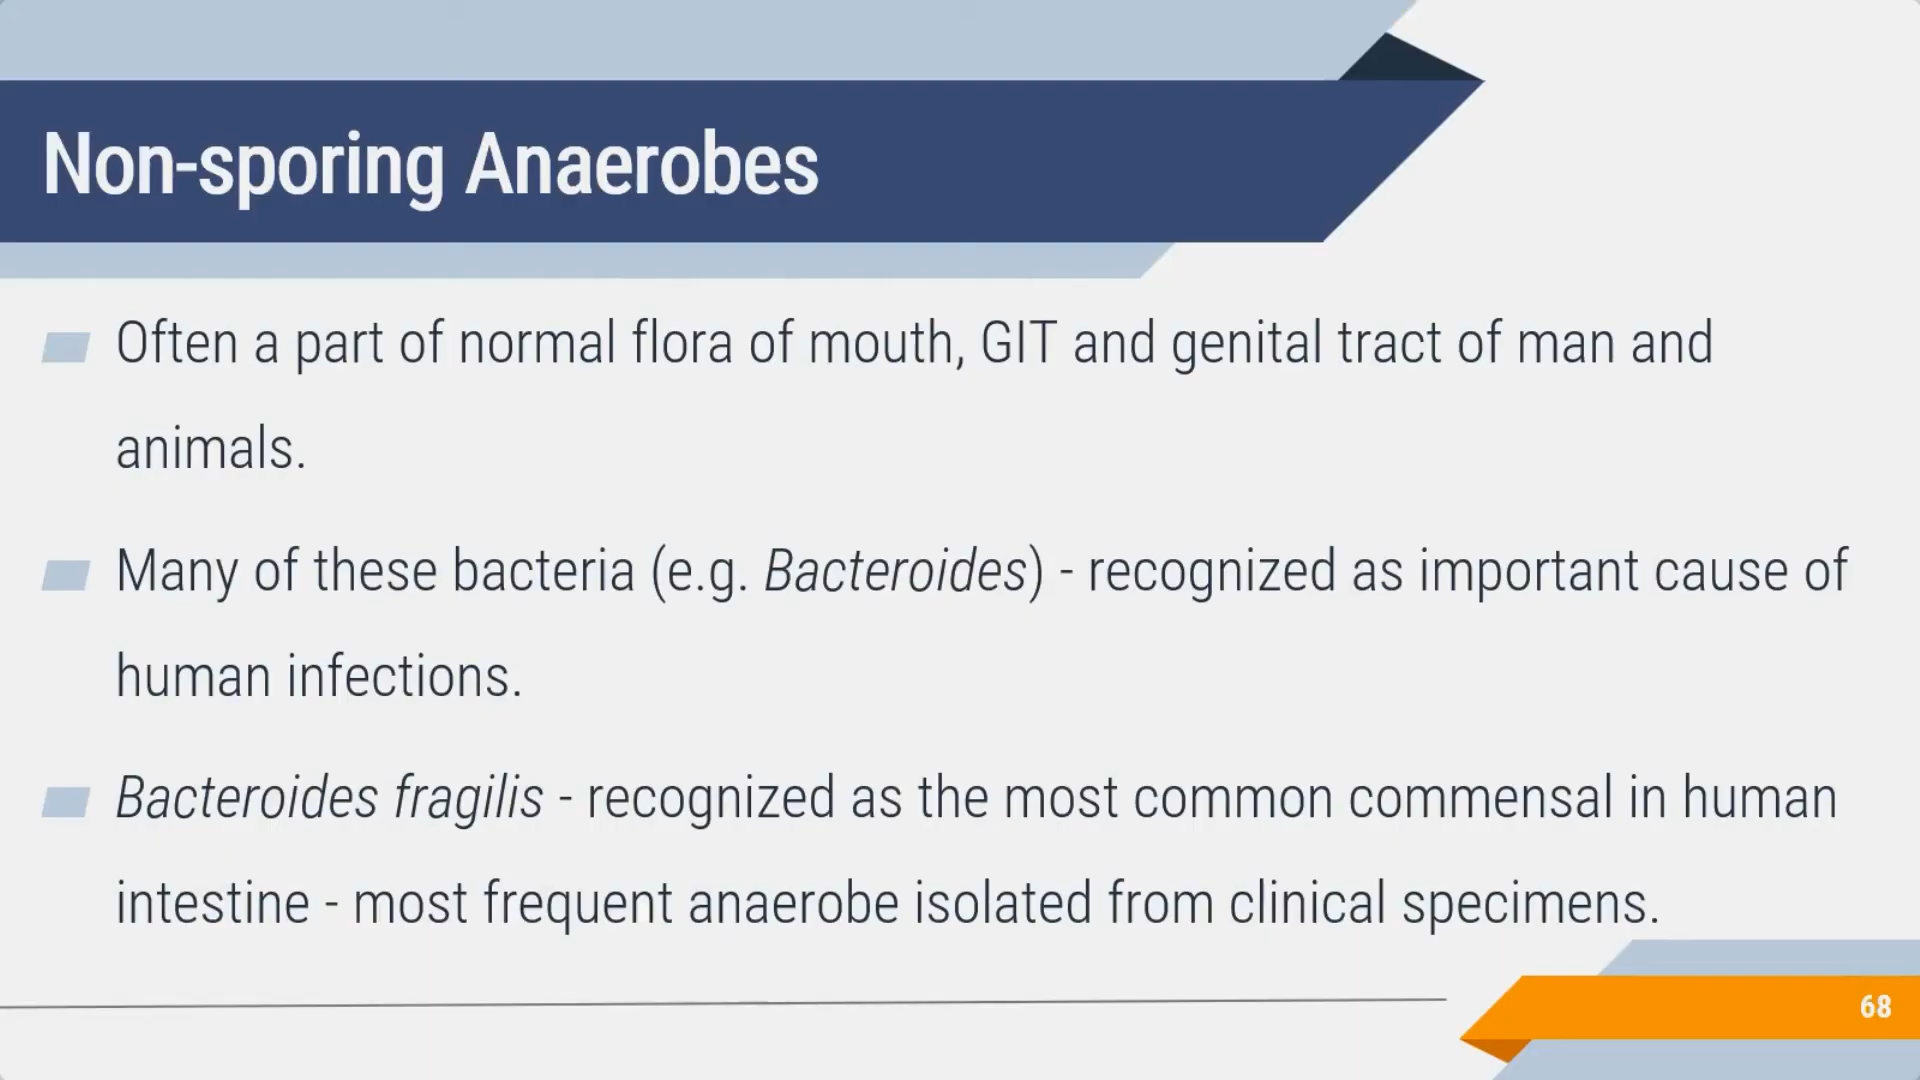 Non-sporing Anaerobes
Often a part of normal flora of mouth, GIT and genital tract of man and
animals.
Many of these bacteria (e.g. Bacteroides) - recognized as important cause of
human infections.
Bacteroides fragilis - recognized as the most common commensal in human
intestine - most frequent anaerobe isolated from clinical specimens.
68